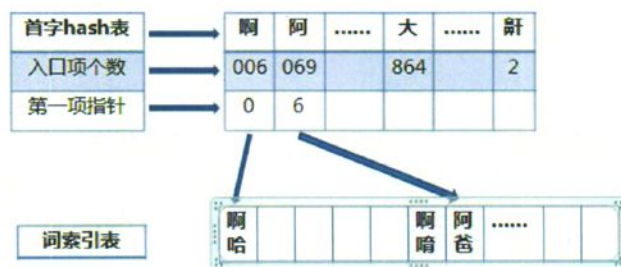 首字hash表 啊 阿 …… 大 …… 鼾
入口项个数 006 069 864 2
第一项指针 0 6
词索引表 啊哈 啊唷 阿爸 ……